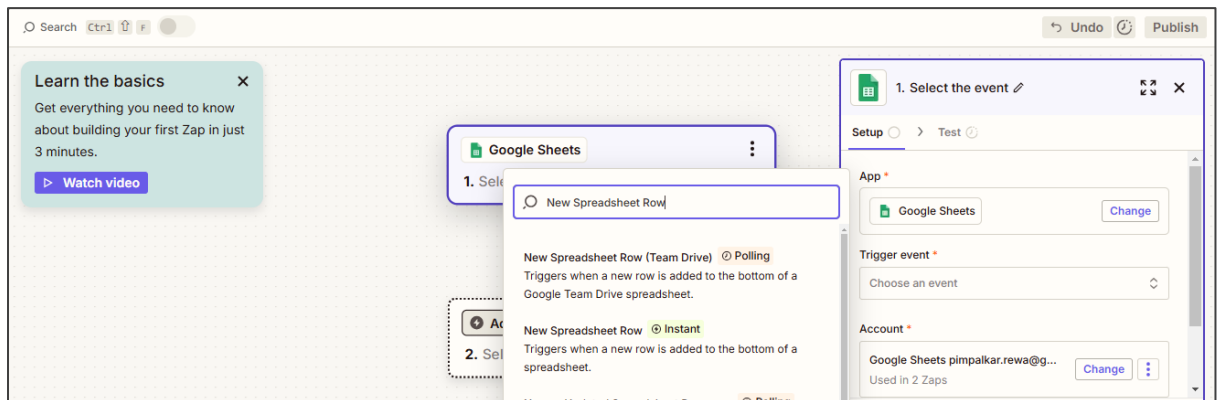 Search Ctrl ⇧ F
Undo
Publish
Learn the basics
Get everything you need to know
about building your first Zap in just
3 minutes.
Watch video
Google Sheets
1. Sele
New Spreadsheet Row
New Spreadsheet Row (Team Drive) Polling
Triggers when a new row is added to the bottom of a
Google Team Drive spreadsheet.
New Spreadsheet Row Instant
Triggers when a new row is added to the bottom of a
spreadsheet.
Polling
Ac
2. Sel
1. Select the event
Setup > Test
App *
Google Sheets
Change
Trigger event *
Choose an event
Account *
Google Sheets pimpalkar.rewa@g...
Used in 2 Zaps
Change